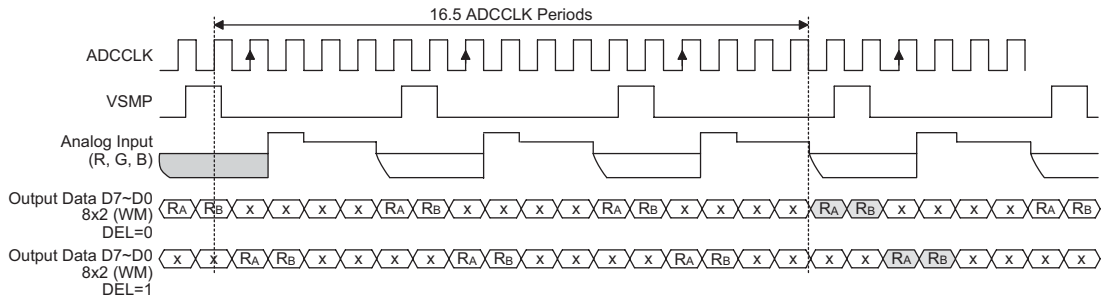 16.5 ADCCLK Periods
ADCCLK
VSMP
Analog Input
(R, G, B)
Output Data D7~D0
8x2 (WM)
DEL=0
RA RB x x x x RA RB x x x x RA RB x x x x RA RB x x x x RA RB
Output Data D7~D0
8x2 (WM)
DEL=1
x x RA RB x x x x RA RB x x x x RA RB x x x x RA RB x x x x